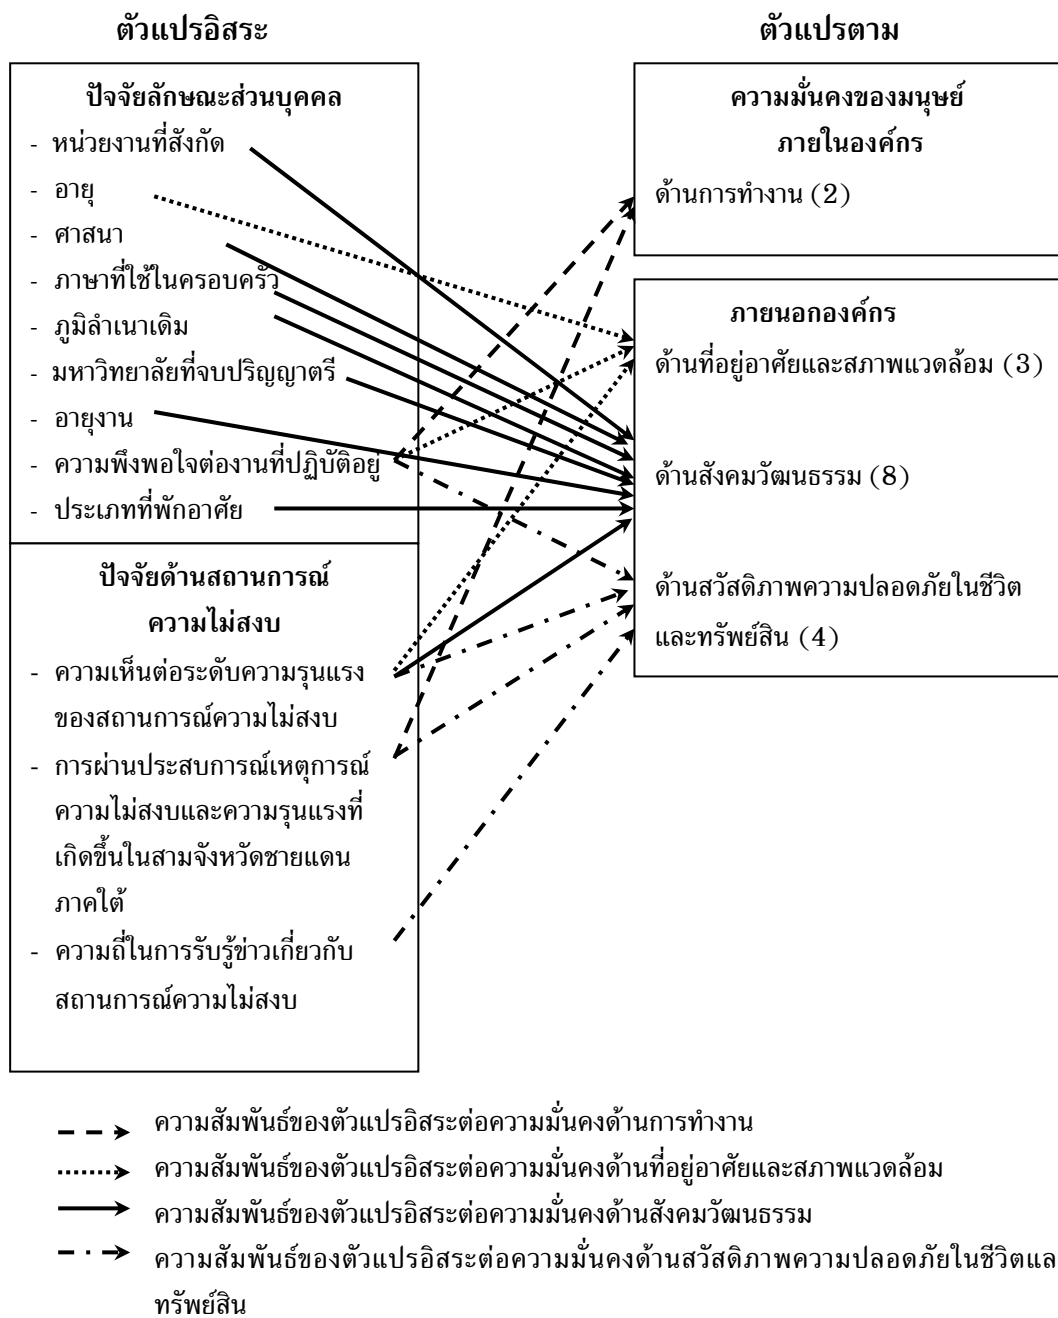 ตัวแปรอิสระ
ตัวแปรตาม
ปัจจัยลักษณะส่วนบุคคล
- หน่วยงานที่สังกัด
- อายุ
- ศาสนา
- ภาษาที่ใช้ในครอบครัว
- ภูมิลำเนาเดิม
- มหาวิทยาลัยที่จบปริญญาตรี
- อายุงาน
- ความพึงพอใจต่องานที่ปฏิบัติอยู่
- ประเภทที่พักอาศัย
ปัจจัยด้านสถานการณ์
ความไม่สงบ
- ความเห็นต่อระดับความรุนแรง
ของสถานการณ์ความไม่สงบ
- การผ่านประสบการณ์เหตุการณ์
ความไม่สงบและความรุนแรงที่
เกิดขึ้นในสามจังหวัดชายแดน
ภาคใต้
- ความถี่ในการรับรู้ข่าวเกี่ยวกับ
สถานการณ์ความไม่สงบ
ความมั่นคงของมนุษย์
ภายในองค์กร
ด้านการทำงาน (2)
ภายนอกองค์กร
ด้านที่อยู่อาศัยและสภาพแวดล้อม (3)
ด้านสังคมวัฒนธรรม (8)
ด้านสวัสดิภาพความปลอดภัยในชีวิต
และทรัพย์สิน (4)
ความสัมพันธ์ของตัวแปรอิสระต่อความมั่นคงด้านการทำงาน
ความสัมพันธ์ของตัวแปรอิสระต่อความมั่นคงด้านที่อยู่อาศัยและสภาพแวดล้อม
ความสัมพันธ์ของตัวแปรอิสระต่อความมั่นคงด้านสังคมวัฒนธรรม
ความสัมพันธ์ของตัวแปรอิสระต่อความมั่นคงด้านสวัสดิภาพความปลอดภัยในชีวิตแล
ทรัพย์สิน